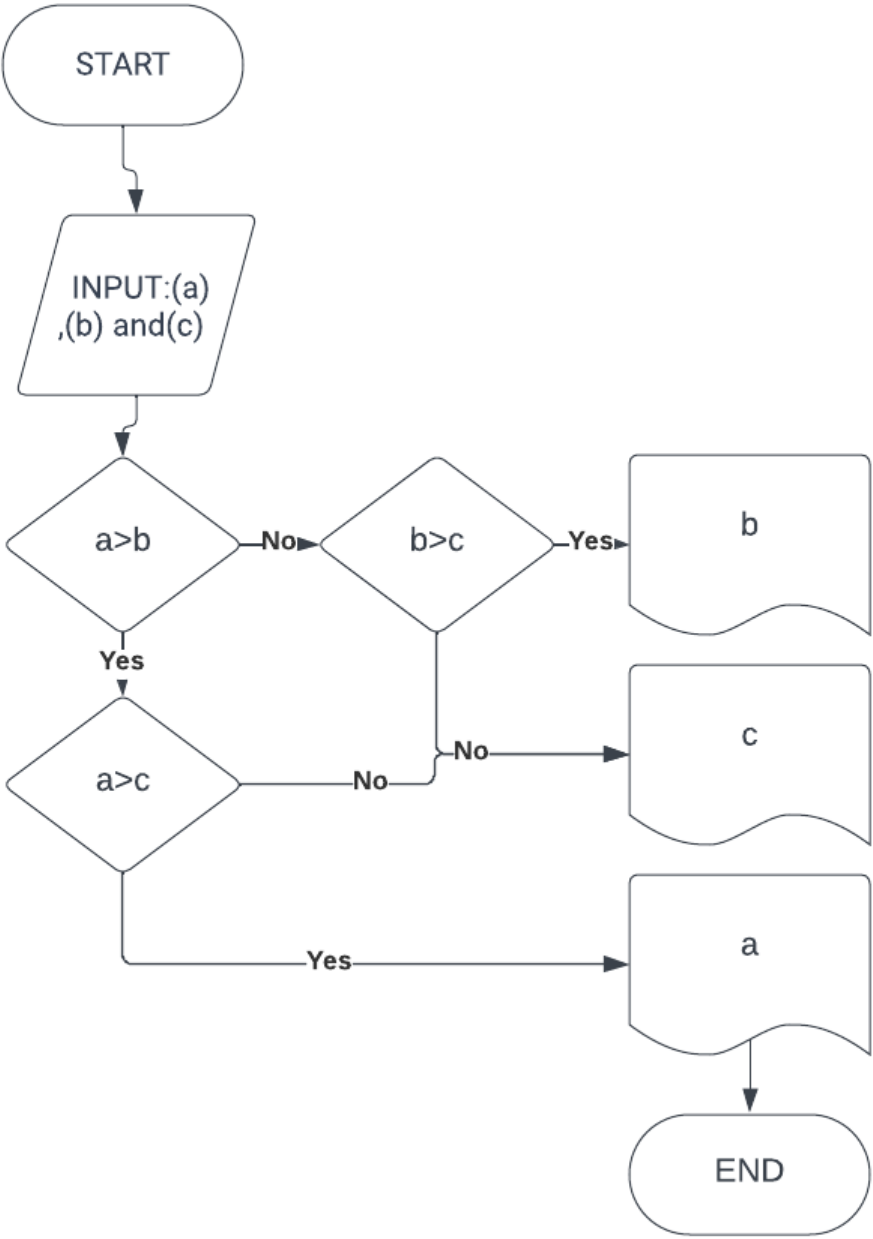 START
INPUT:(a)
,(b) and(c)
a>b
No
b>c
Yes
b
Yes
a>c
No
No
c
Yes
a
END